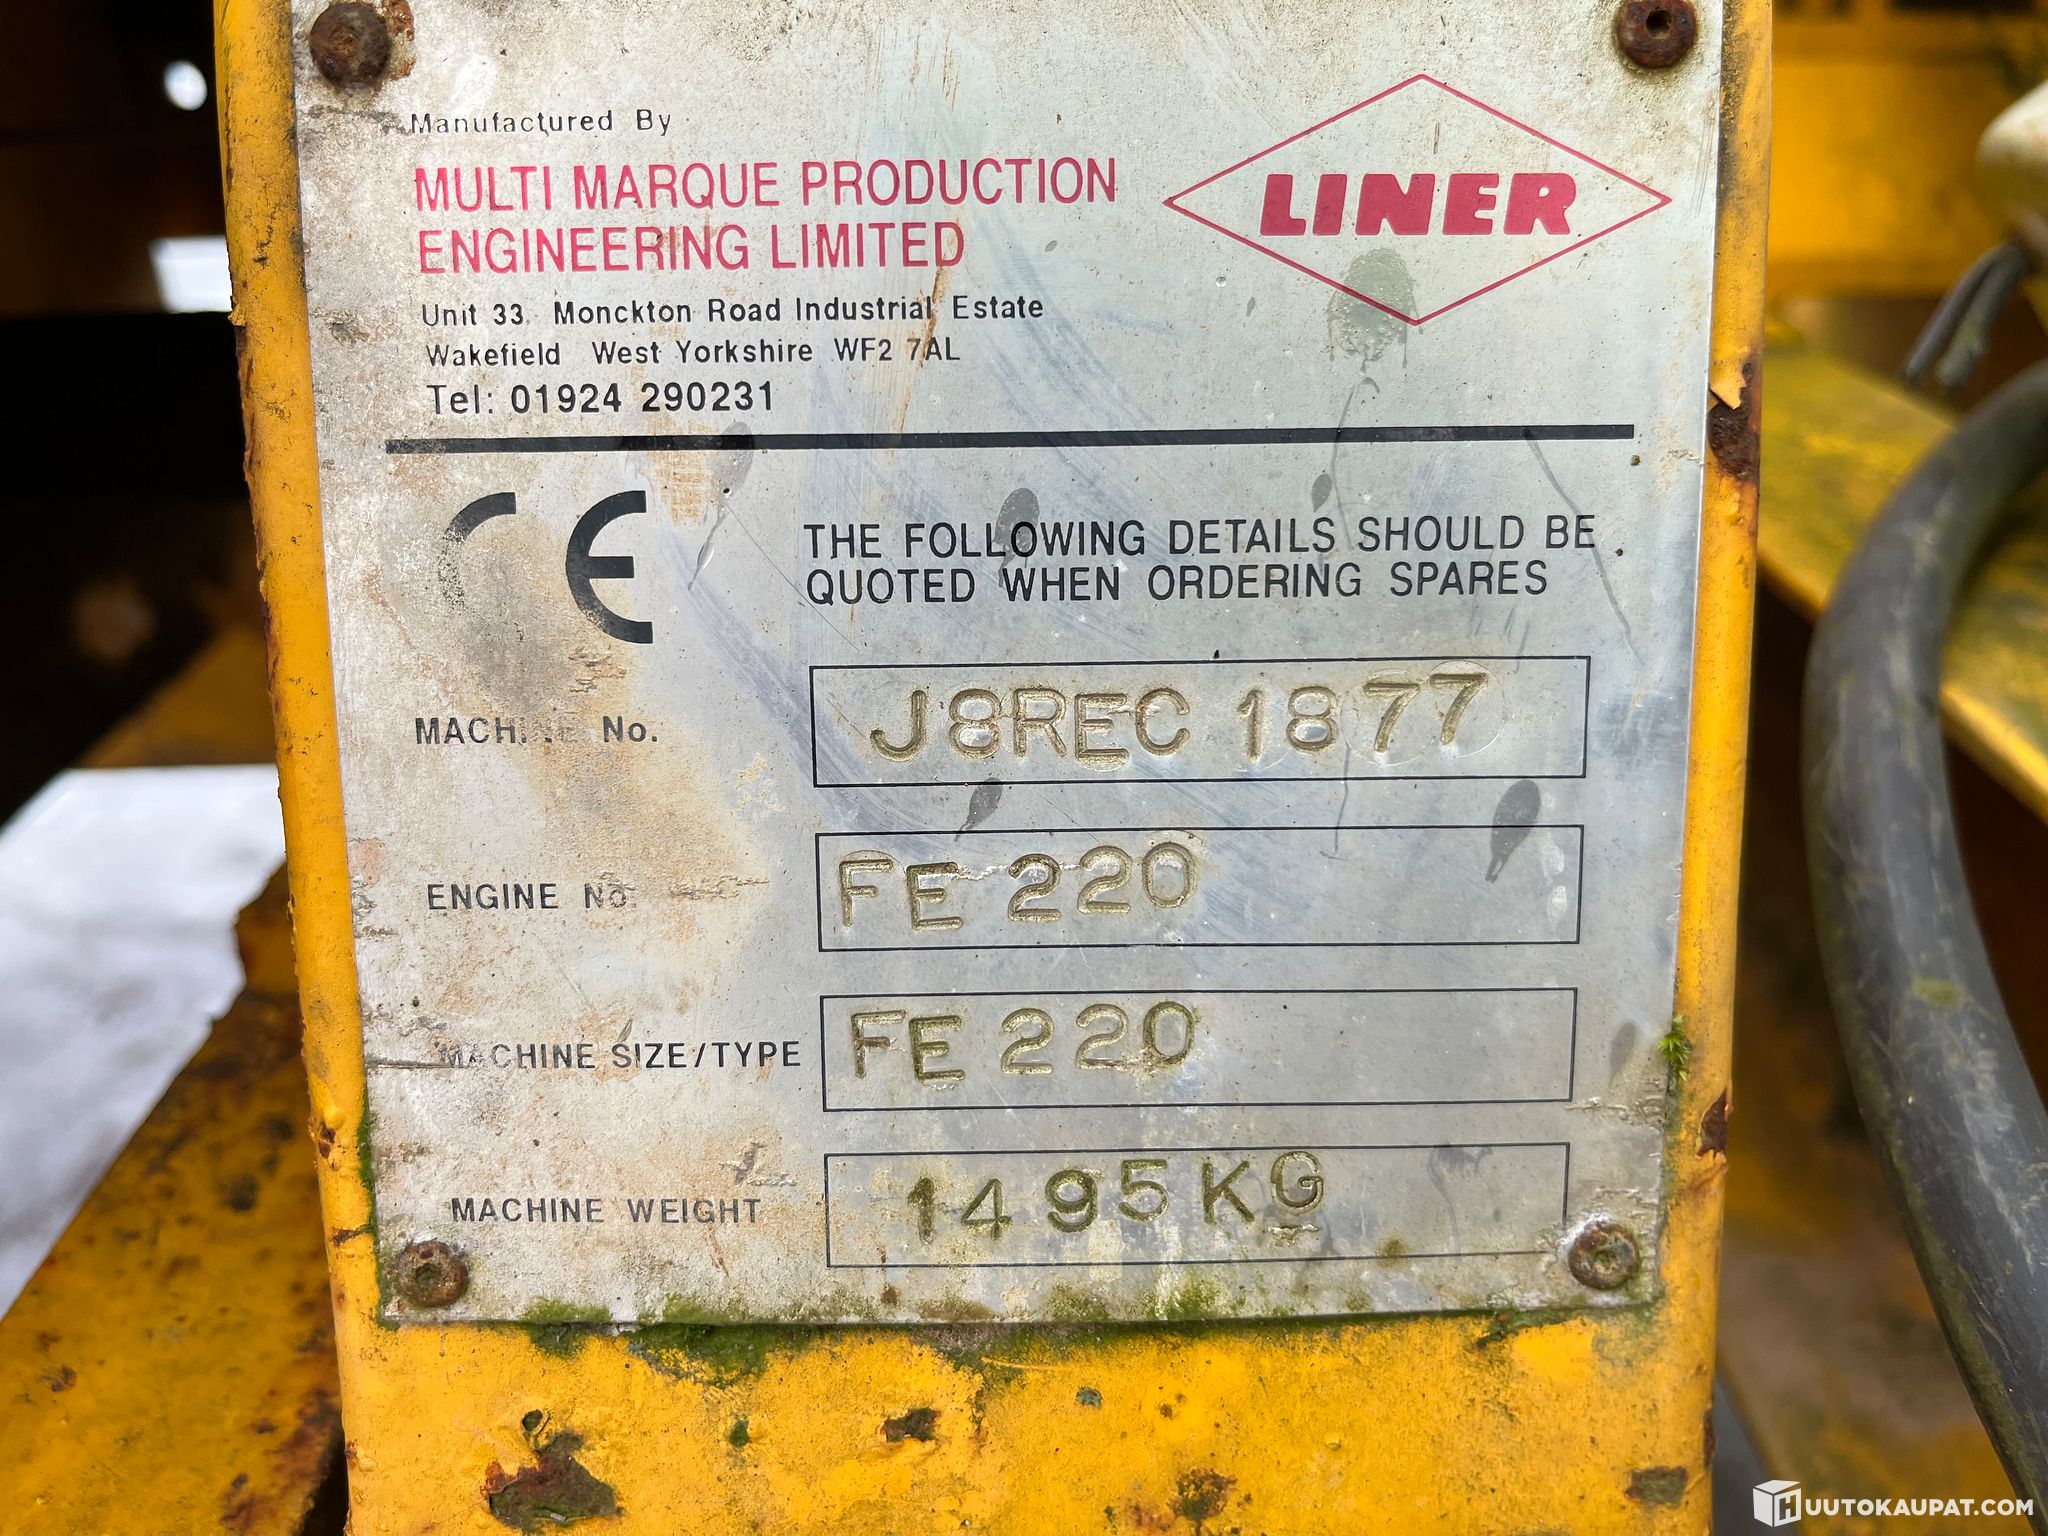 Manufactured By
MULTI MARQUE PRODUCTION
ENGINEERING LIMITED
LINER
Unit 33 Monckton Road Industrial Estate
Wakefield West Yorkshire WF2 7AL
Tel: 01924 290231
CE
THE FOLLOWING DETAILS SHOULD BE
QUOTED WHEN ORDERING SPARES
MACHINE No. J8REC 1877
ENGINE No. FE 220
MACHINE SIZE/TYPE FE 220
MACHINE WEIGHT 1495KG
HUUTOKAUPAT.COM